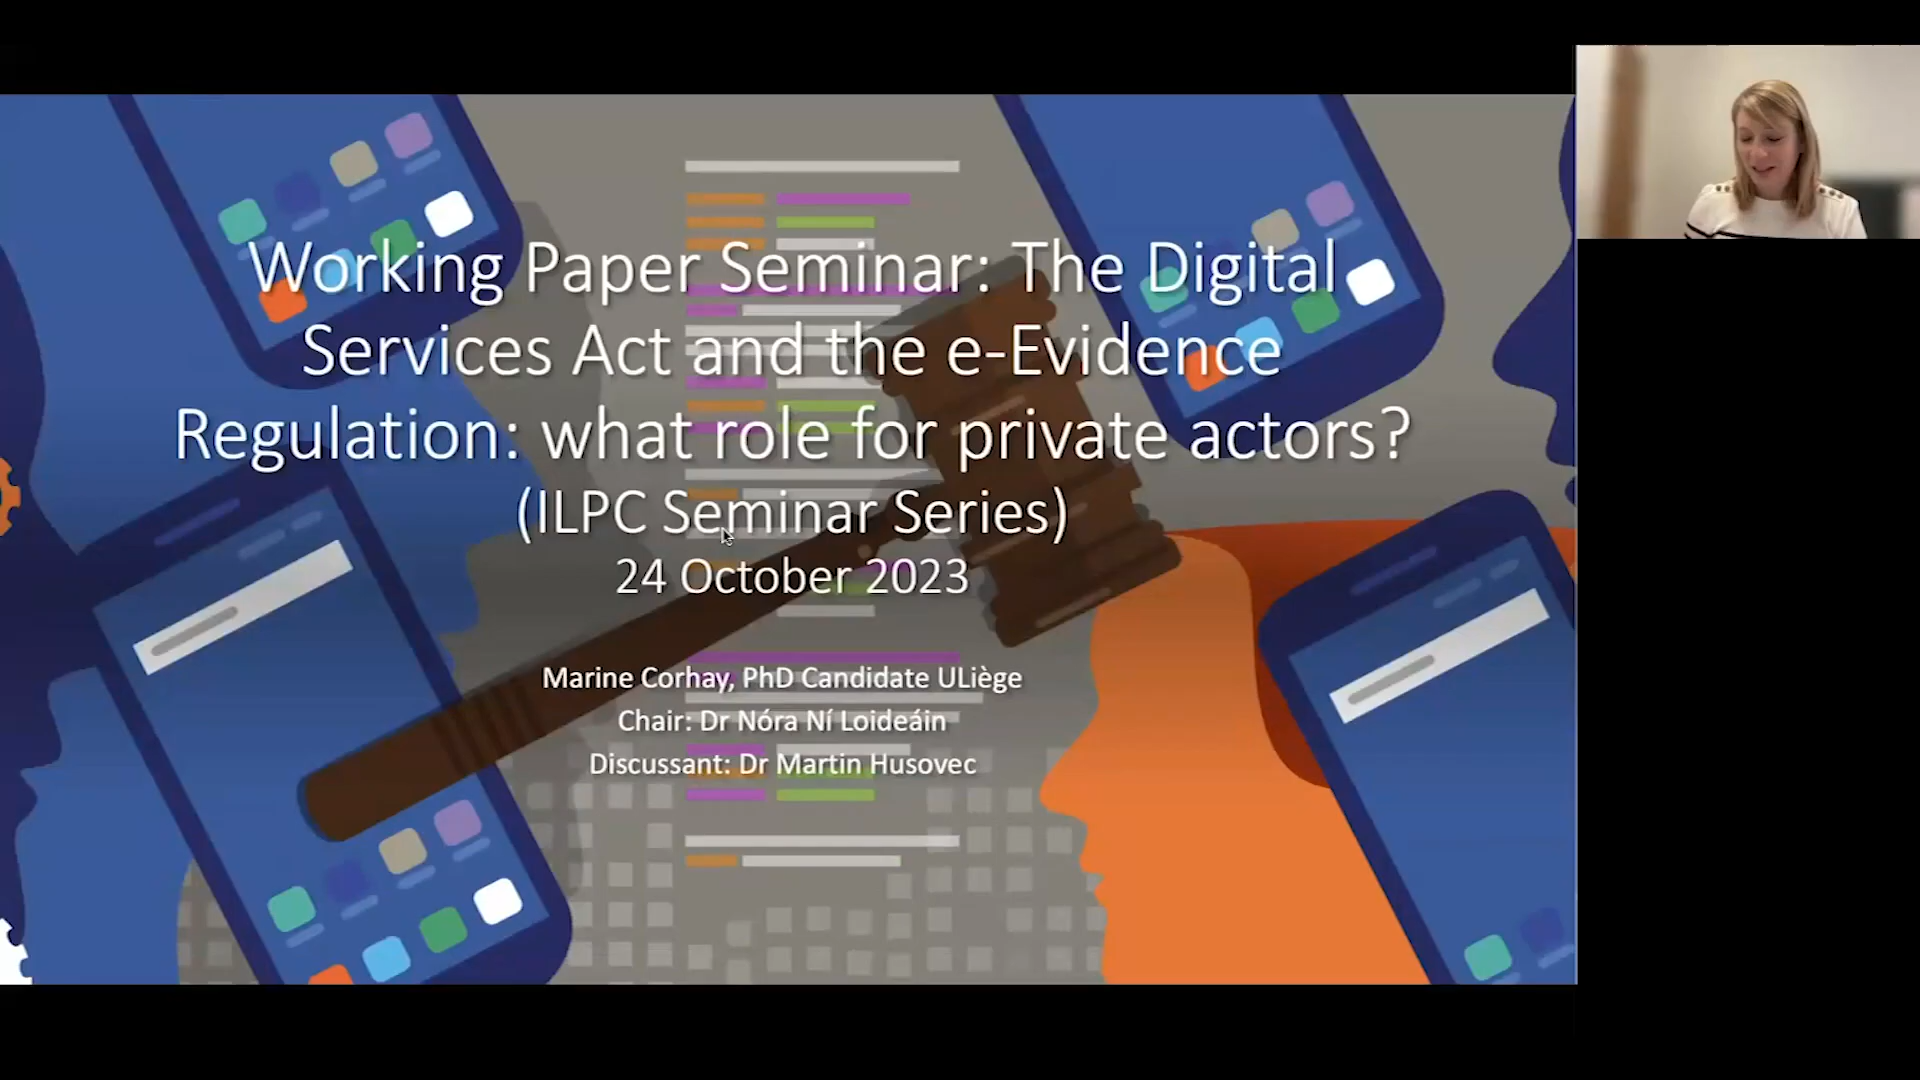 Working Paper Seminar: The Digital
Services Act and the e-Evidence
Regulation: what role for private actors?
(ILPC Seminar Series)
24 October 2023
Marine Corhay, PhD Candidate ULiège
Chair: Dr Nóra Ní Loideáin
Discussant: Dr Martin Husovec